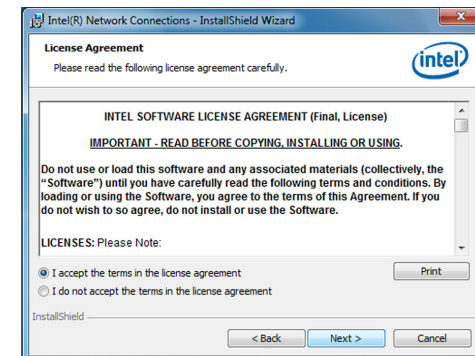 Intel(R) Network Connections - InstallShield Wizard
License Agreement
Please read the following license agreement carefully.
intel
INTEL SOFTWARE LICENSE AGREEMENT (Final, License)
IMPORTANT - READ BEFORE COPYING, INSTALLING OR USING.
Do not use or load this software and any associated materials (collectively, the
“Software”) until you have carefully read the following terms and conditions. By
loading or using the Software, you agree to the terms of this Agreement. If you
do not wish to so agree, do not install or use the Software.
LICENSES: Please Note:
I accept the terms in the license agreement
Print
I do not accept the terms in the license agreement
InstallShield
< Back
Next >
Cancel